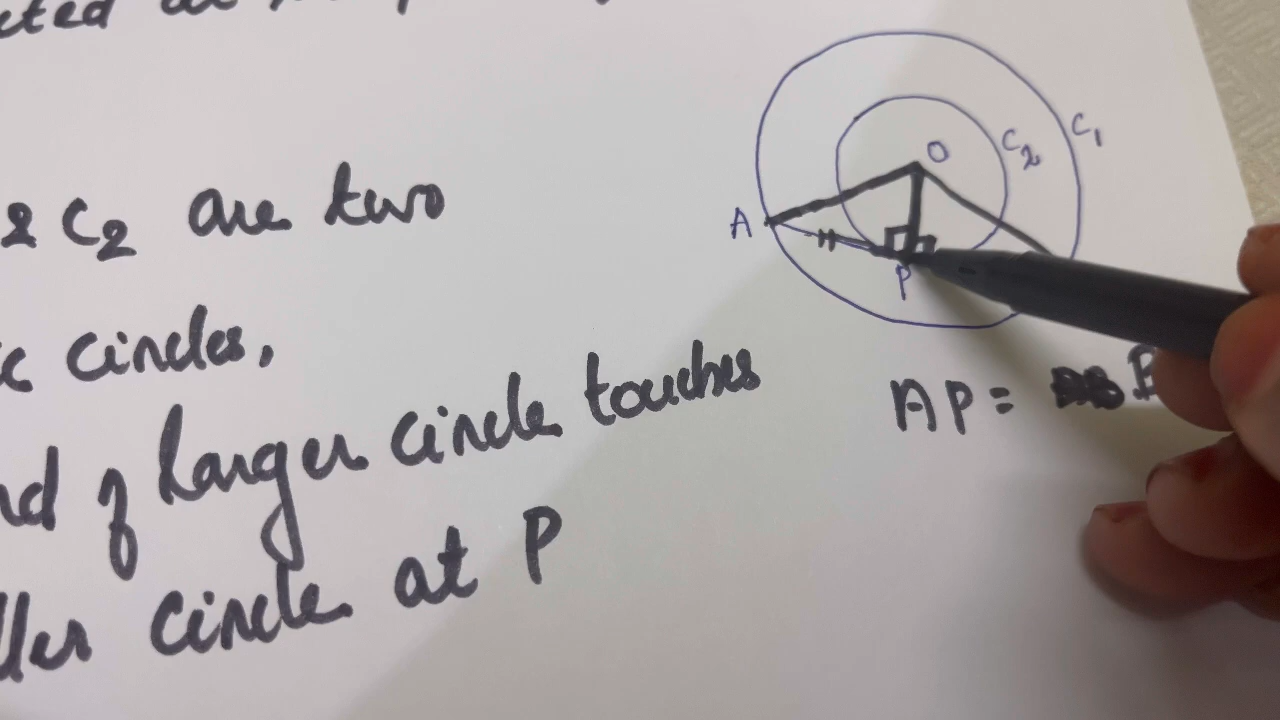 C1
C2
O
A
P
& C2 are two
circles,
AP =
of larger circle touches
circle at P